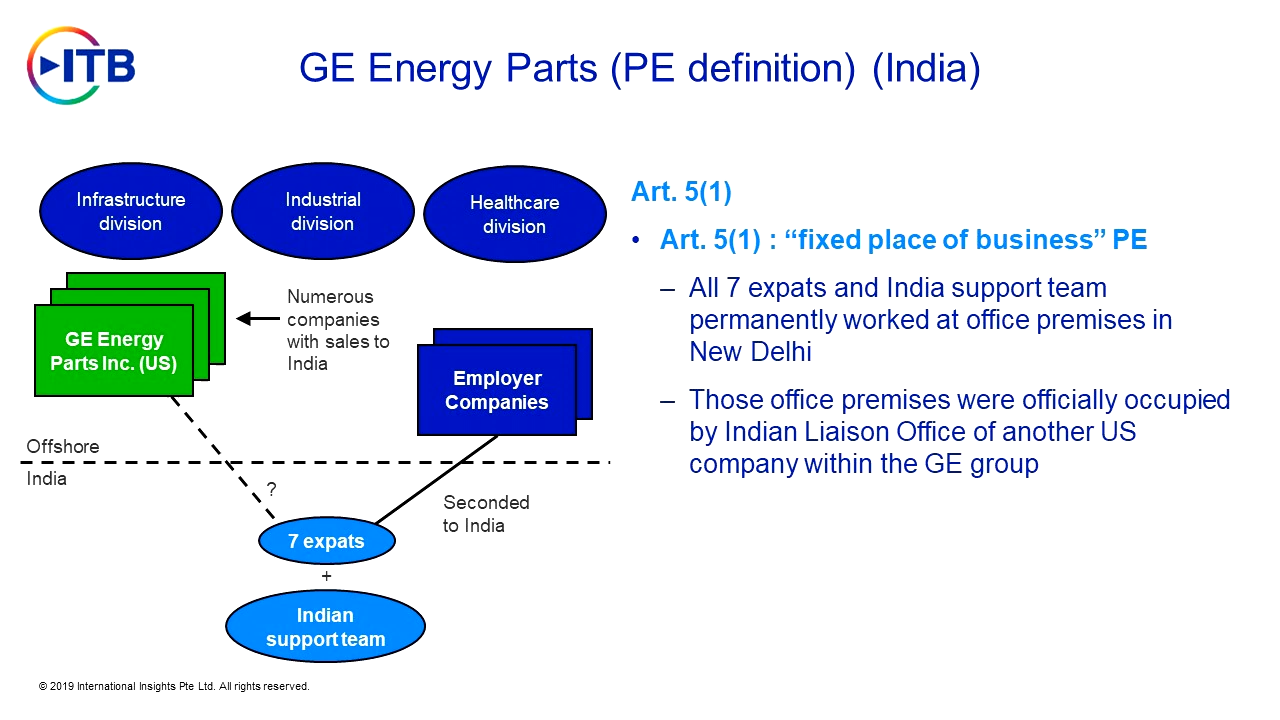 ITB
GE Energy Parts (PE definition) (India)
Infrastructure
division
Industrial
division
Healthcare
division
GE Energy
Parts Inc. (US)
Numerous
companies
with sales to
India
Employer
Companies
Offshore
India
?
Seconded
to India
7 expats
+
Indian
support team
Art. 5(1)
• Art. 5(1) : “fixed place of business” PE
– All 7 expats and India support team
permanently worked at office premises in
New Delhi
– Those office premises were officially occupied
by Indian Liaison Office of another US
company within the GE group
© 2019 International Insights Pte Ltd. All rights reserved.